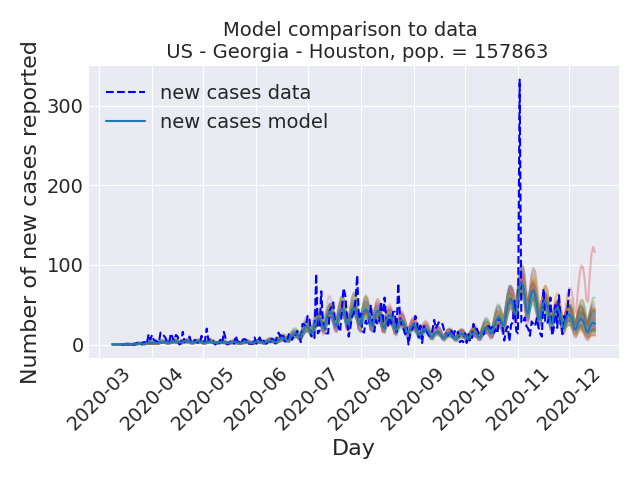 Model comparison to data
US - Georgia - Houston, pop. = 157863
Number of new cases reported
300
200
100
0
new cases data
new cases model
2020-03
2020-04
2020-05
2020-06
2020-07
2020-08
2020-09
2020-10
2020-11
2020-12
Day